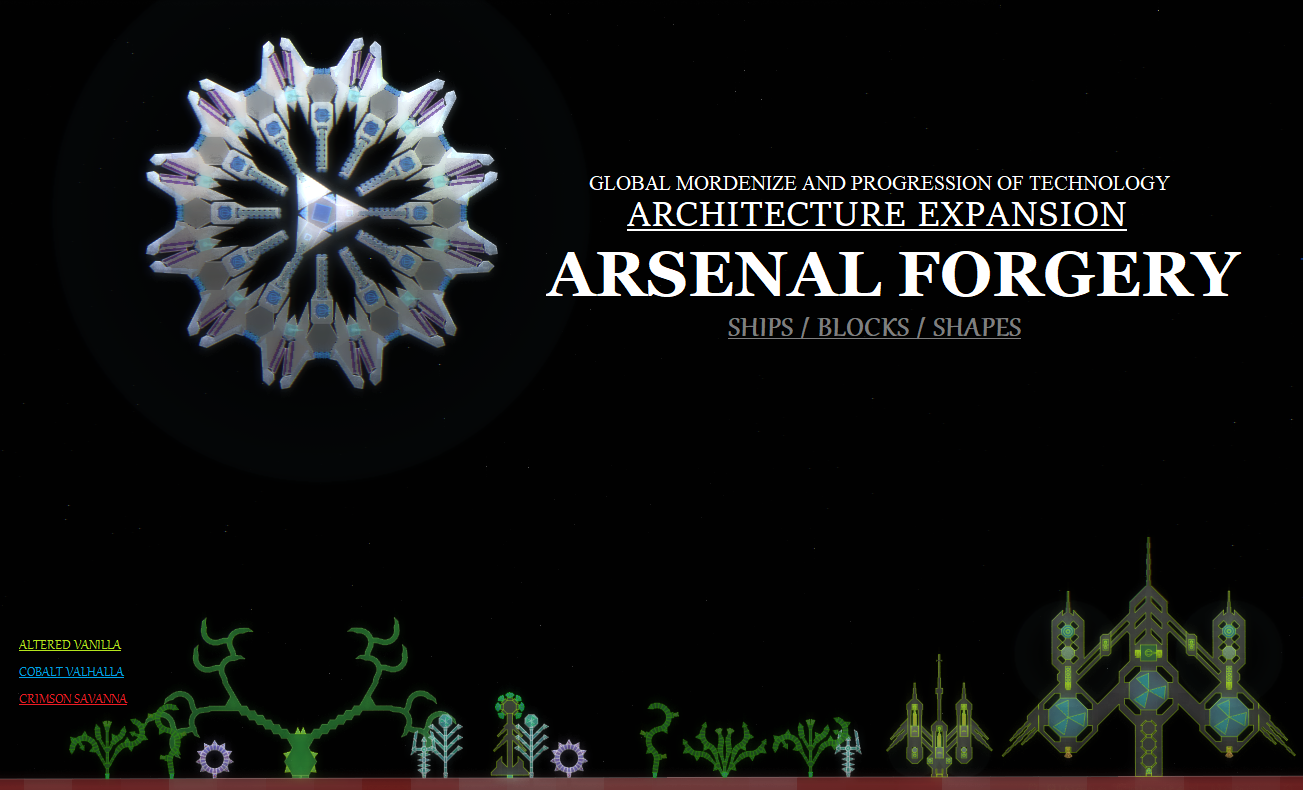 GLOBAL MORDENIZE AND PROGRESSION OF TECHNOLOGY
ARCHITECTURE EXPANSION
ARSENAL FORGERY
SHIPS / BLOCKS / SHAPES
ALTERED VANILLA
COBALT VALHALLA
CRIMSON SAVANNA